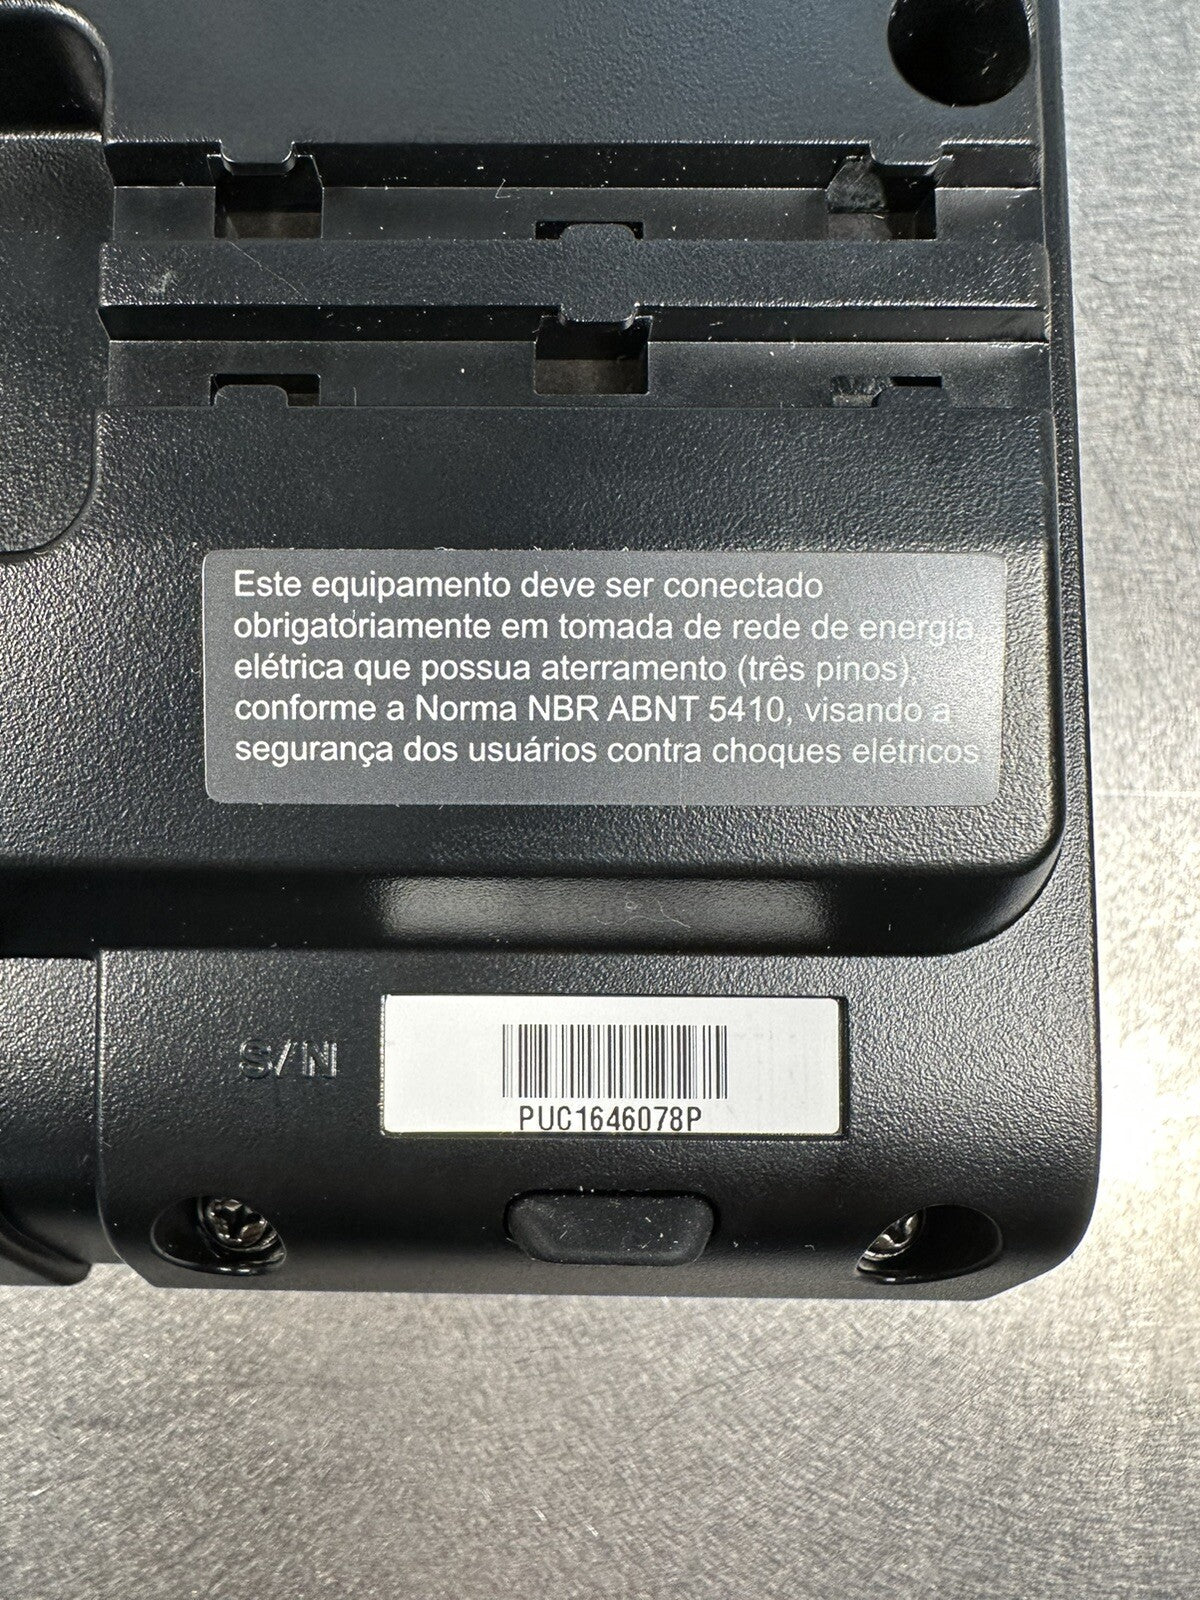 Este equipamento deve ser conectado
obrigatóriamente em tomada de rede de energia
elétrica que possua aterramento (três pinos),
conforme a Norma NBR ABNT 5410, visando a
segurança dos usuários contra choques elétricos
S/N
PUC1646078P